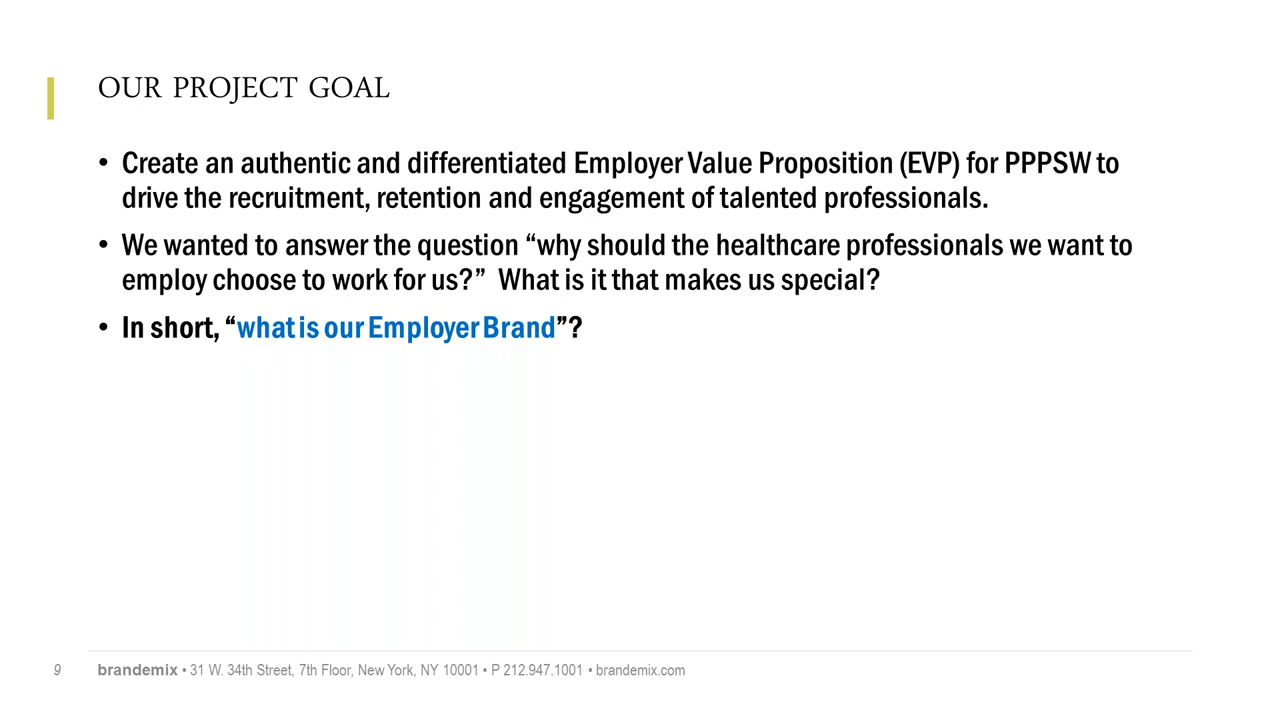 OUR PROJECT GOAL
• Create an authentic and differentiated Employer Value Proposition (EVP) for PPPSW to
drive the recruitment, retention and engagement of talented professionals.
• We wanted to answer the question “why should the healthcare professionals we want to
employ choose to work for us?”  What is it that makes us special?
• In short, “what is our Employer Brand”?
9 brandemix • 31 W. 34th Street, 7th Floor, New York, NY 10001 • P 212.947.1001 • brandemix.com